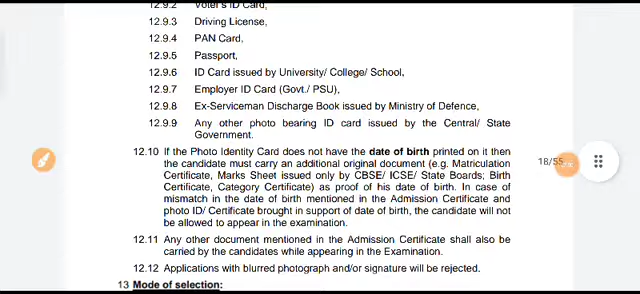 12.9.2 Voter's ID Card,
12.9.3 Driving License,
12.9.4 PAN Card,
12.9.5 Passport,
12.9.6 ID Card issued by University/ College/ School,
12.9.7 Employer ID Card (Govt./ PSU),
12.9.8 Ex-Serviceman Discharge Book issued by Ministry of Defence,
12.9.9 Any other photo bearing ID card issued by the Central/ State
Government.
12.10 If the Photo Identity Card does not have the date of birth printed on it then
the candidate must carry an additional original document (e.g. Matriculation
Certificate, Marks Sheet issued only by CBSE/ ICSE/ State Boards; Birth
Certificate, Category Certificate) as proof of his date of birth. In case of
mismatch in the date of birth mentioned in the Admission Certificate and
photo ID/ Certificate brought in support of date of birth, the candidate will not
be allowed to appear in the examination.
18/55
12.11 Any other document mentioned in the Admission Certificate shall also be
carried by the candidates while appearing in the Examination.
12.12 Applications with blurred photograph and/or signature will be rejected.
13 Mode of selection: